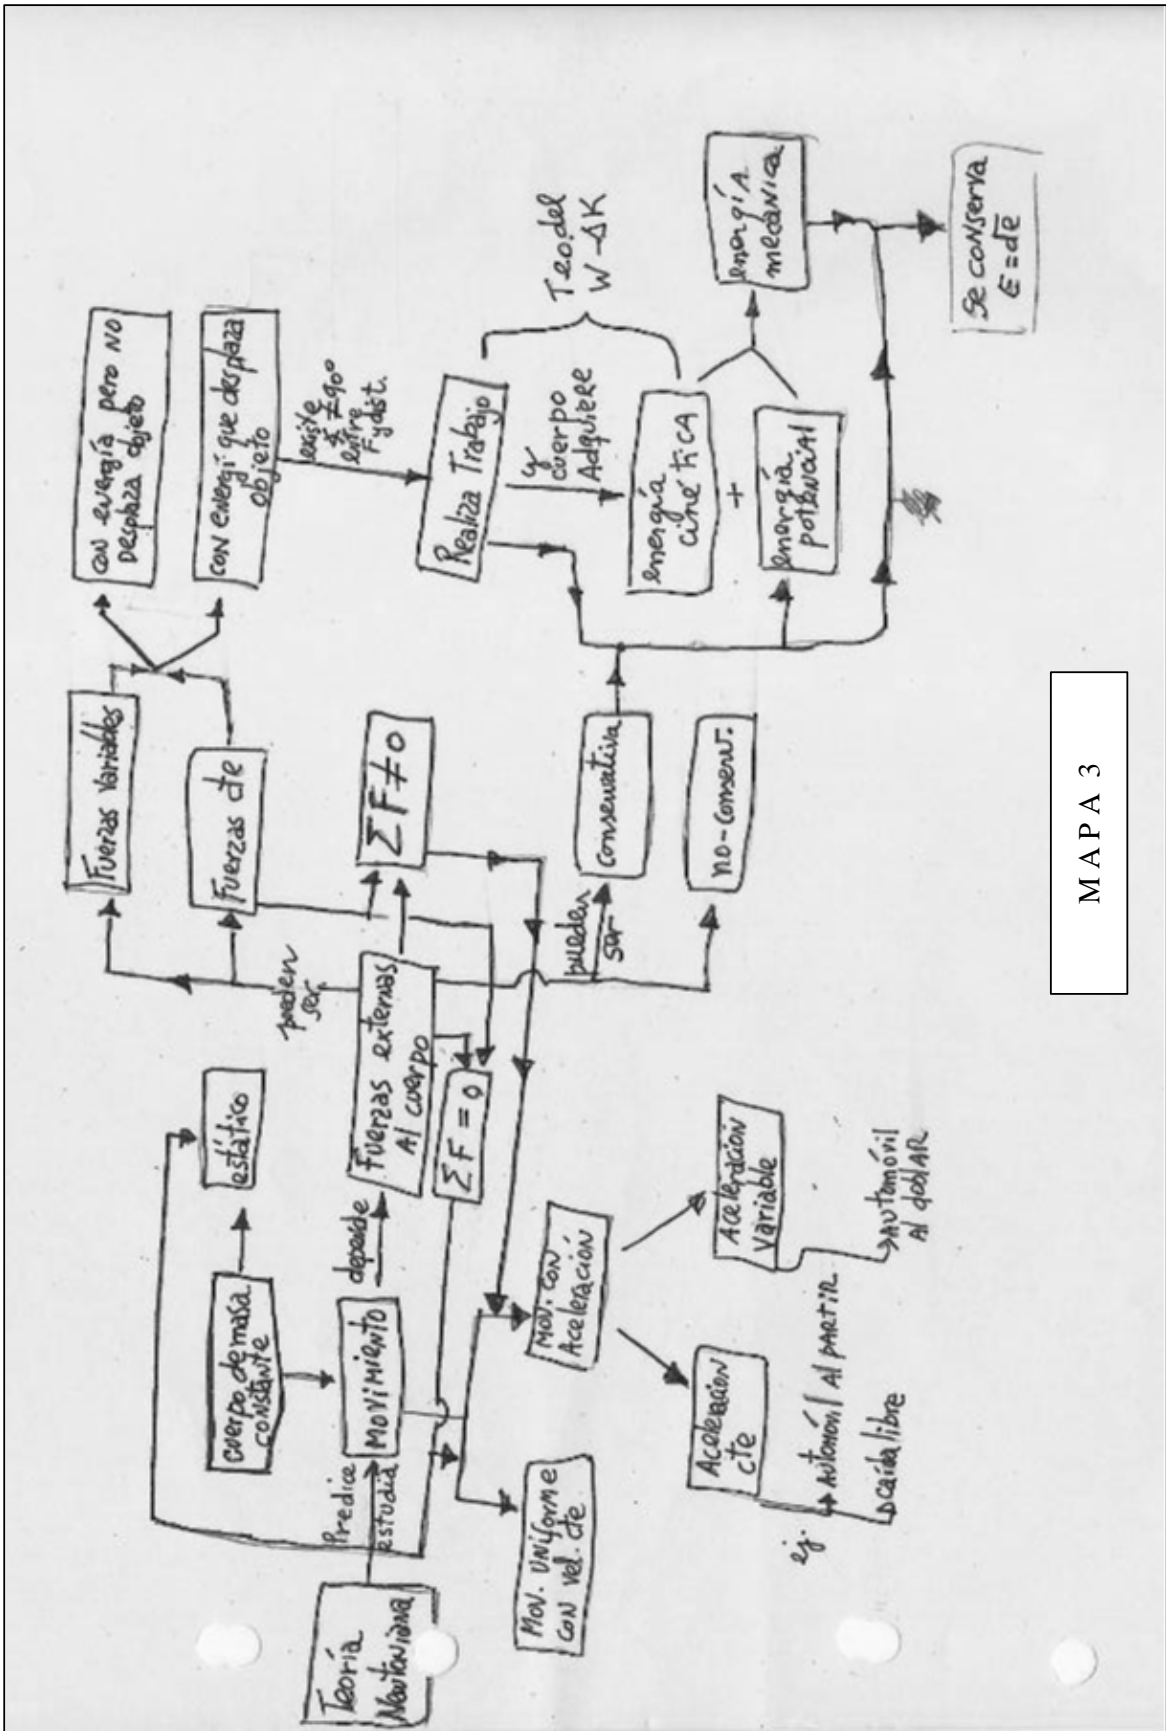 Teoría
Newtoniana
Predice
estudia
cuerpo de masa
constante
estático
MOVIMIENTO
depende
Fuerzas externas
Al cuerpo
pueden
ser
Fuerzas Variables
Fuerzas cte
con energía pero NO
desplaza objeto
con energí que desplaza
objeto
existe
∡ ≠ 90°
entre
F y dist.
ΣF ≠ 0
ΣF = 0
Realiza Trabajo
y
cuerpo
Adquiere
Teo. del
W - ΔK
energía
cinética
+
energía
potencial
energía
mecánica
Se conserva
pueden
ser
Conservativa
no-conserv.
Mov. Uniforme
con vel. cte
Mov. con
Aceleración
Aceleración
cte
Aceleración
Variable
ej.
Automóvil Al partir
caída libre
Automóvil
Al doblar
MAPA 3